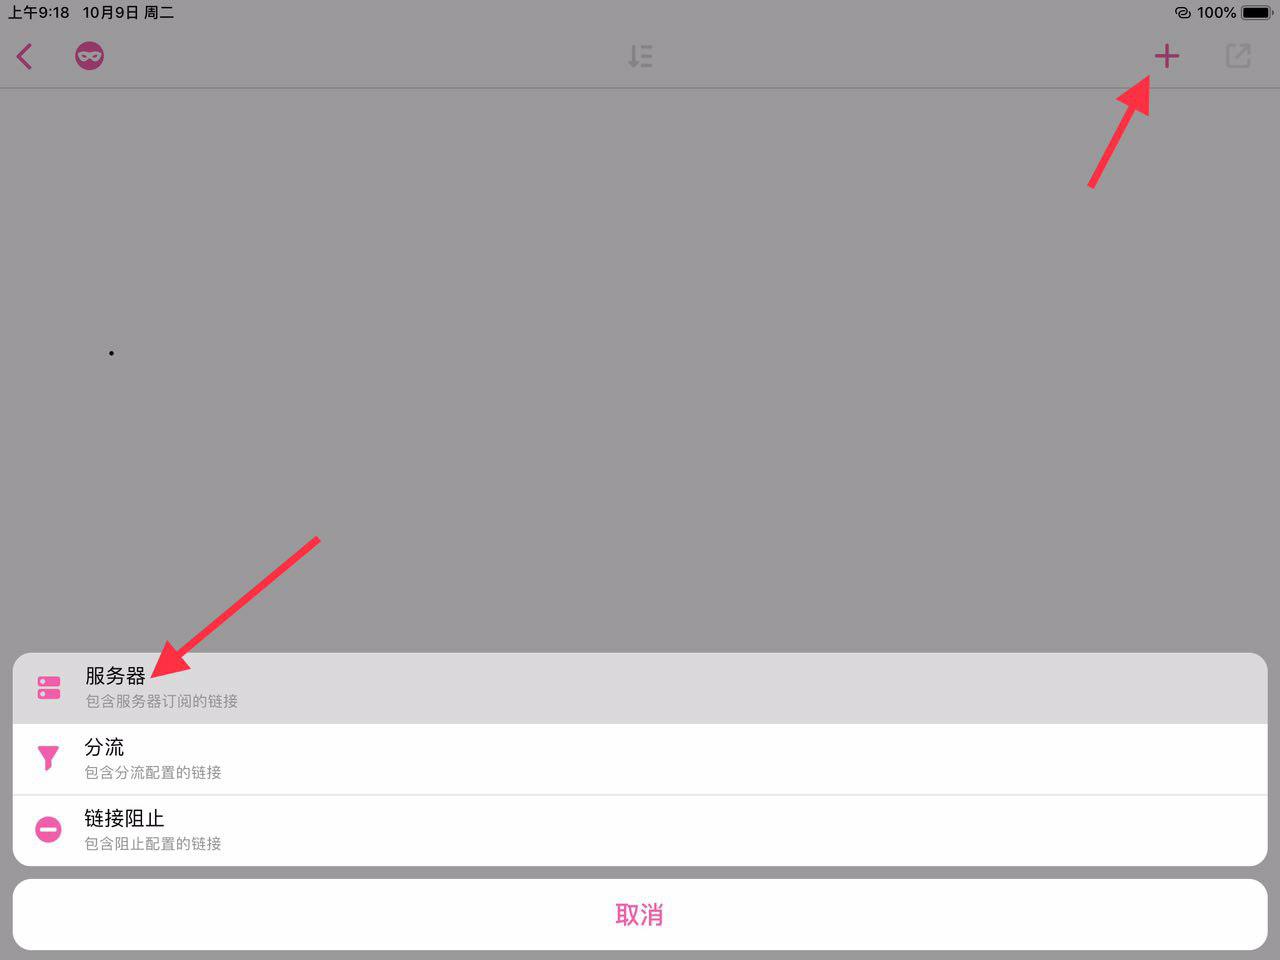 上午9:18 10月9日 周二
100%
服务器
包含服务器订阅的链接
分流
包含分流配置的链接
链接阻止
包含阻止配置的链接
取消